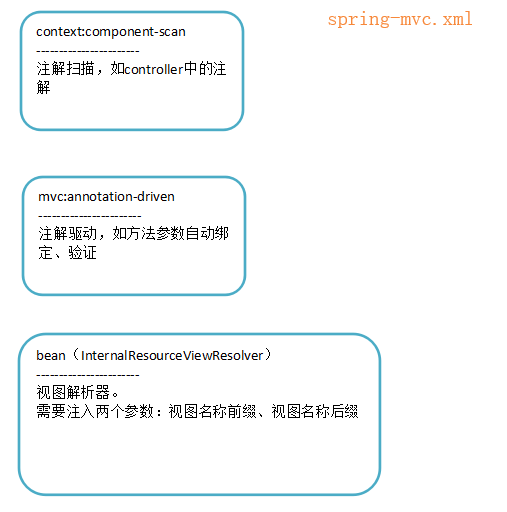 spring-mvc.xml
context:component-scan
-----------------------
注解扫描，如controller中的注
解
mvc:annotation-driven
-----------------------
注解驱动，如方法参数自动绑
定、验证
bean（InternalResourceViewResolver）
-----------------------
视图解析器。
需要注入两个参数：视图名称前缀、视图名称后缀